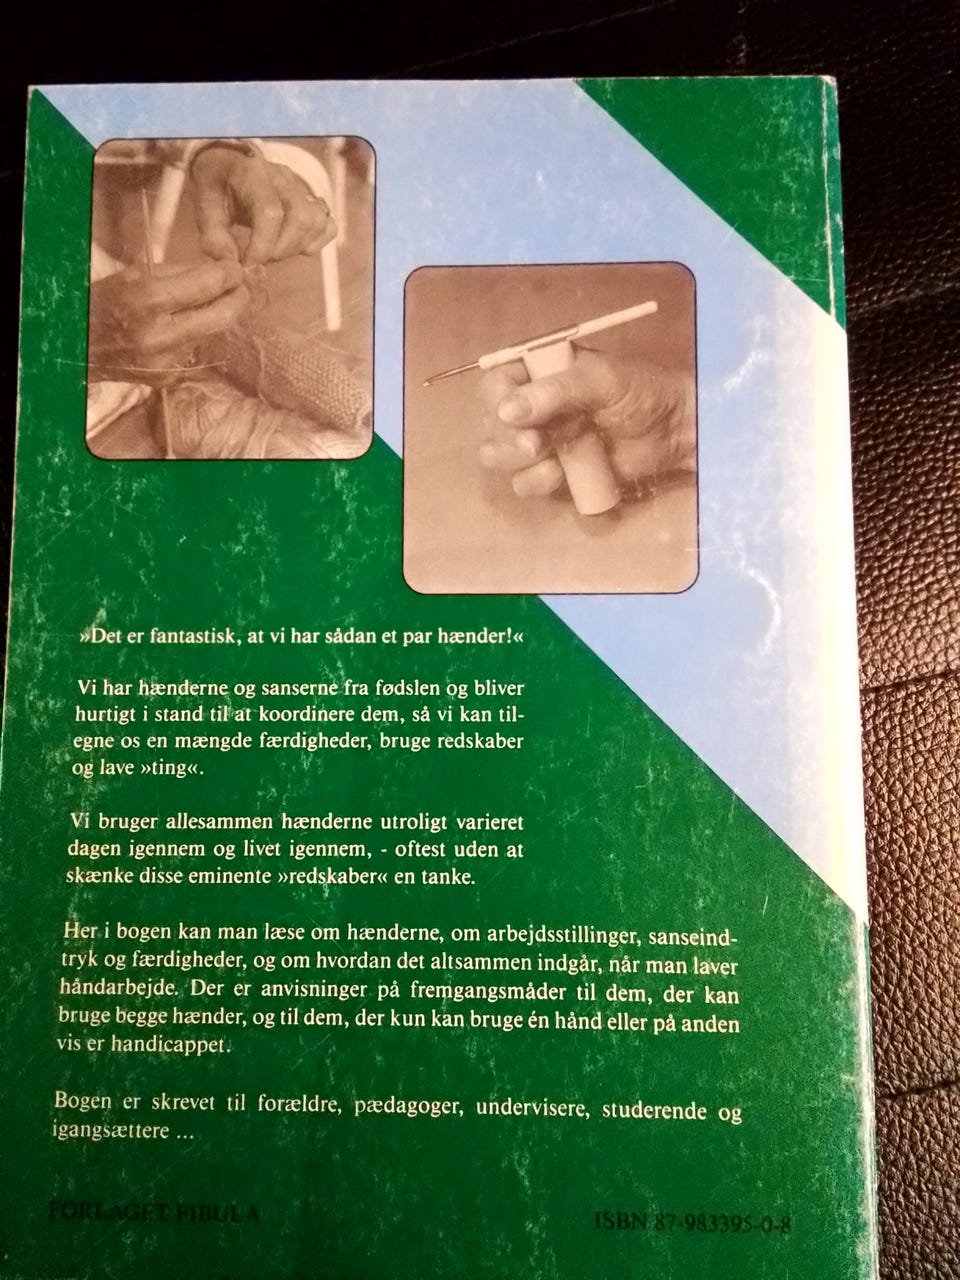 »Det er fantastisk, at vi har sådan et par hænder!«
Vi har hænderne og sanserne fra fødslen og bliver
hurtigt i stand til at koordinere dem, så vi kan til-
egne os en mængde færdigheder, bruge redskaber
og lave »ting«.
Vi bruger allesammen hænderne utroligt varieret
dagen igennem og livet igennem, - oftest uden at
skænke disse eminente »redskaber« en tanke.
Her i bogen kan man læse om hænderne, om arbejdsstillinger, sanseind-
tryk og færdigheder, og om hvordan det altsammen indgår, når man laver
håndarbejde. Der er anvisninger på fremgangsmåder til dem, der kan
bruge begge hænder, og til dem, der kun kan bruge én hånd eller på anden
vis er handicappet.
Bogen er skrevet til forældre, pædagoger, undervisere, studerende og
igangsættere ...
FORLAGET FIBULA
ISBN 87-983395-0-8